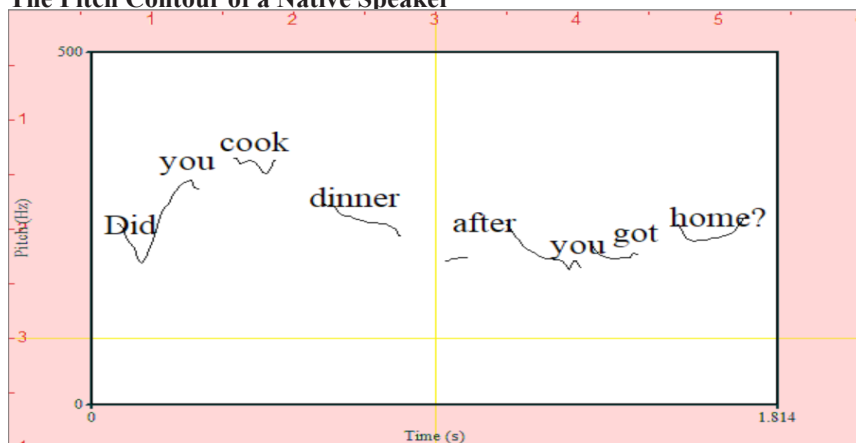 The Pitch Contour of a Native Speaker
1 2 3 4 5
500
1
3
Pitch (Hz)
cook
you
dinner
Did
after
you
got
home?
0
0
1.814
Time (s)